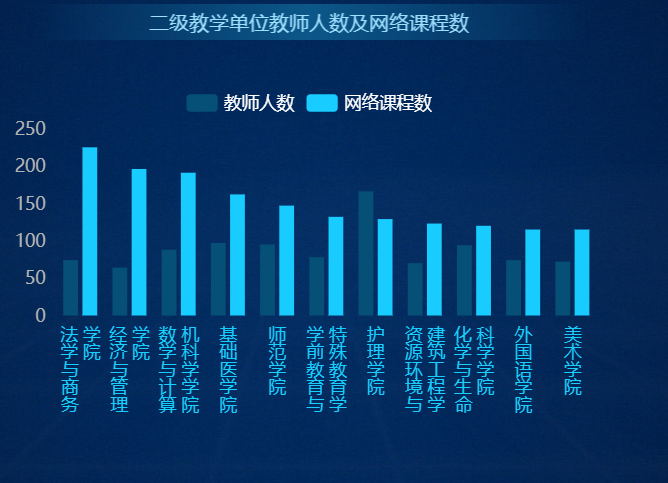 二级教学单位教师人数及网络课程数
教师人数 网络课程数
250
200
150
100
50
0
法学与商务学院
经济与管理学院
数学与计算机科学学院
基础医学院
师范学院
学前教育与特殊教育学
护理学院
资源环境与建筑工程学
化学与生命科学学院
外国语学院
美术学院